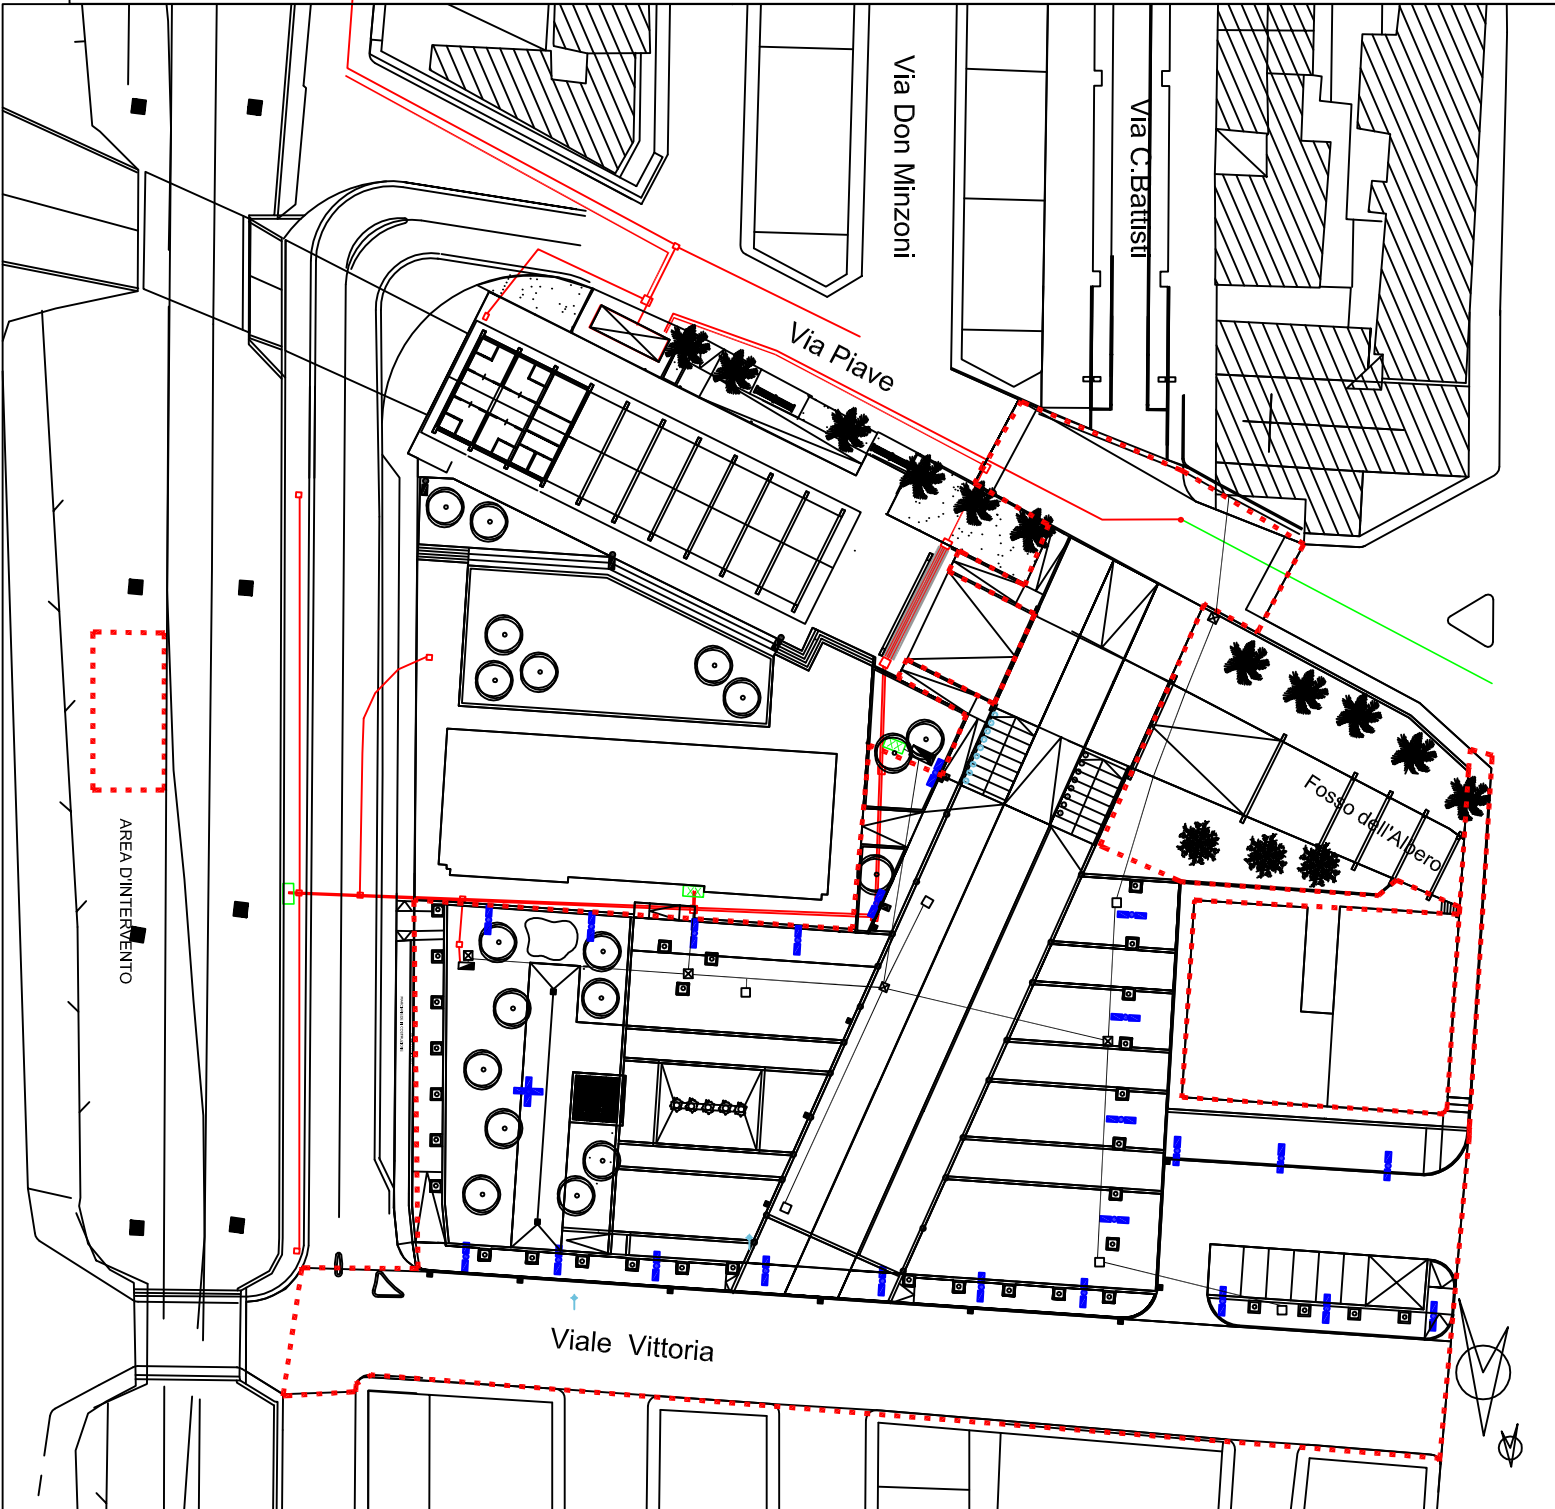 Via Don Minzoni
Via C.Battisti
Via Piave
Fosso dell'Albero
AREA D'INTERVENTO
Viale Vittoria